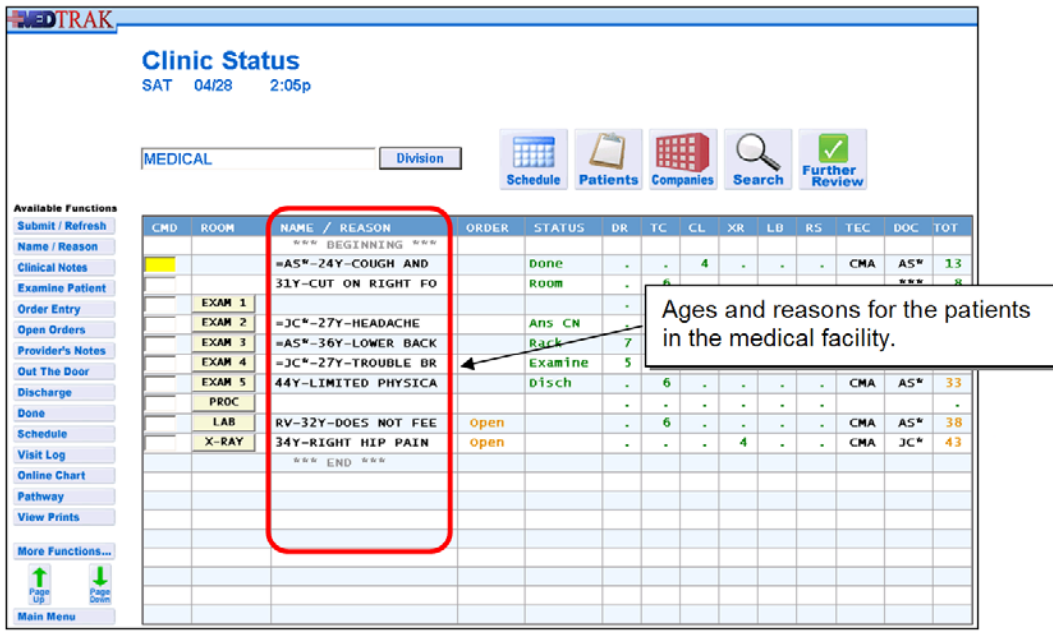 MEDTRAK
Clinic Status
SAT 04/28 2:05p
MEDICAL Division
Schedule Patients Companies Search Further Review
Available Functions
Submit / Refresh
Name / Reason
Clinical Notes
Examine Patient
Order Entry
Open Orders
Provider's Notes
Out The Door
Discharge
Done
Schedule
Visit Log
Online Chart
Pathway
View Prints
More Functions...
Page Up Page Down
Main Menu
CMD ROOM NAME / REASON ORDER STATUS DR TC CL XR LB RS TEC DOC TOT
*** BEGINNING ***
=AS*-24Y-COUGH AND Done . . 4 . . . CMA AS* 13
31Y-CUT ON RIGHT FO Room . 6 *** 8
EXAM 1 .
EXAM 2 =JC*-27Y-HEADACHE Ans CN .
EXAM 3 =AS*-36Y-LOWER BACK Rack 7
EXAM 4 =JC*-27Y-TROUBLE BR Examine 5
EXAM 5 44Y-LIMITED PHYSICA Disch . 6 . . . . CMA AS* 33
PROC . . . . . . .
LAB RV-32Y-DOES NOT FEE Open . 6 . . . . CMA AS* 38
X-RAY 34Y-RIGHT HIP PAIN Open . . . 4 . . CMA JC* 43
*** END ***
Ages and reasons for the patients
in the medical facility.